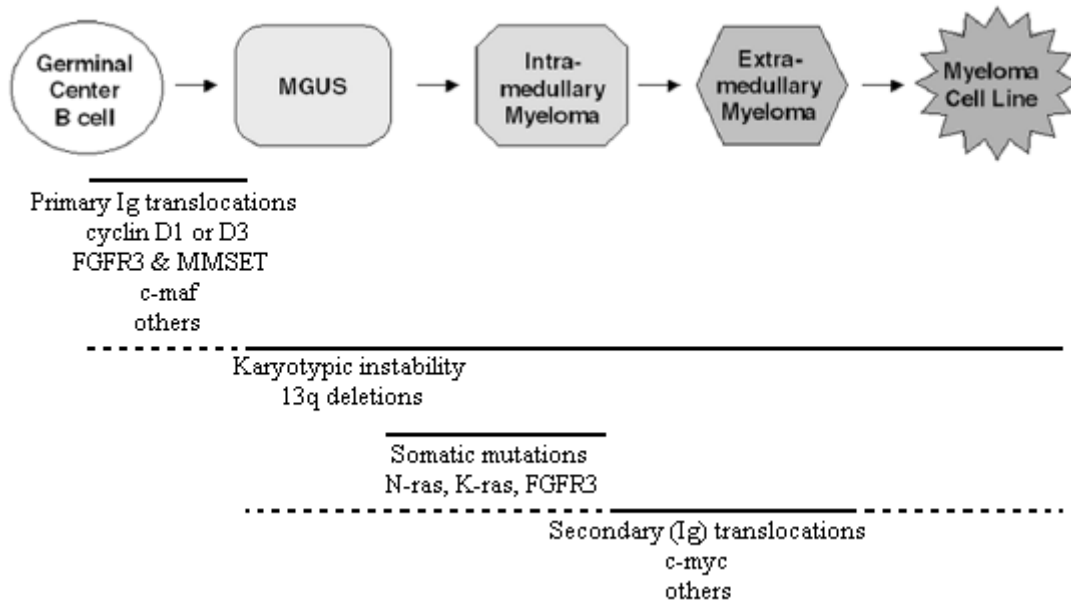 Germinal
Center
B cell
MGUS
Intra-
medullary
Myeloma
Extra-
medullary
Myeloma
Myeloma
Cell Line
Primary Ig translocations
cyclin D1 or D3
FGFR3 & MMSET
c-maf
others
Karyotypic instability
13q deletions
Somatic mutations
N-ras, K-ras, FGFR3
Secondary (Ig) translocations
c-myc
others